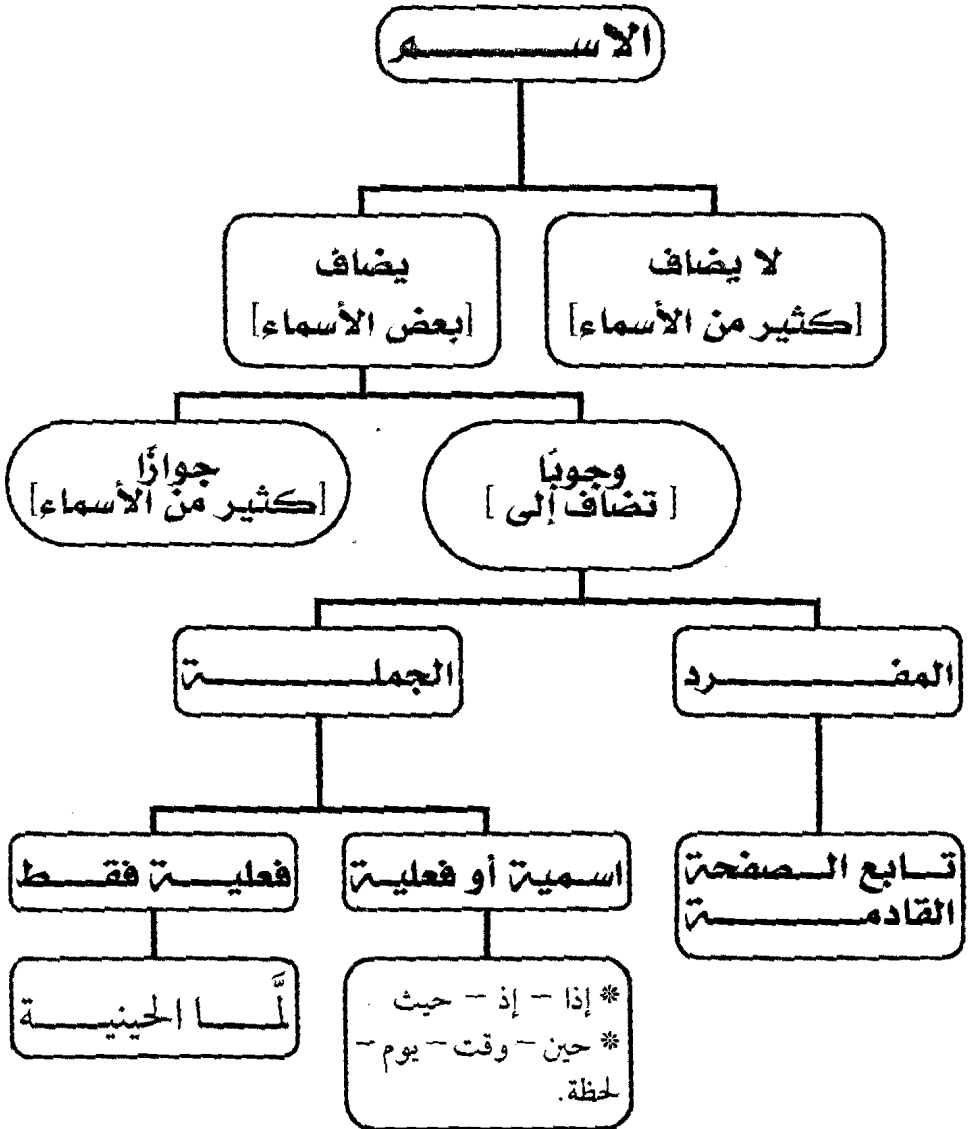 الاسم
لا يضاف
[كثير من الأسماء]
يضاف
[بعض الأسماء]
وجوبًا
[تضاف إلى]
جوازًا
[كثير من الأسماء]
المفرد
الجملة
تابع الصفحة
القادمة
اسمية أو فعلية
فعلية فقط
* إذا - إذ - حيث
* حين - وقت - يوم -
لحظة.
لَّما الحينية